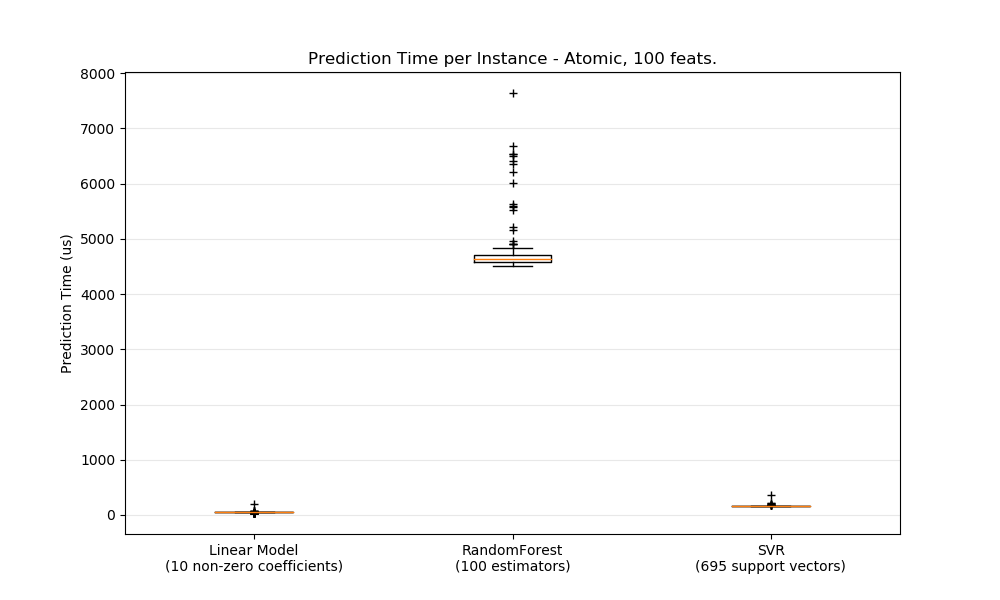 Prediction Time per Instance - Atomic, 100 feats.
8000
7000
6000
5000
4000
3000
2000
1000
0
Prediction Time (us)
Linear Model
(10 non-zero coefficients)
RandomForest
(100 estimators)
SVR
(695 support vectors)